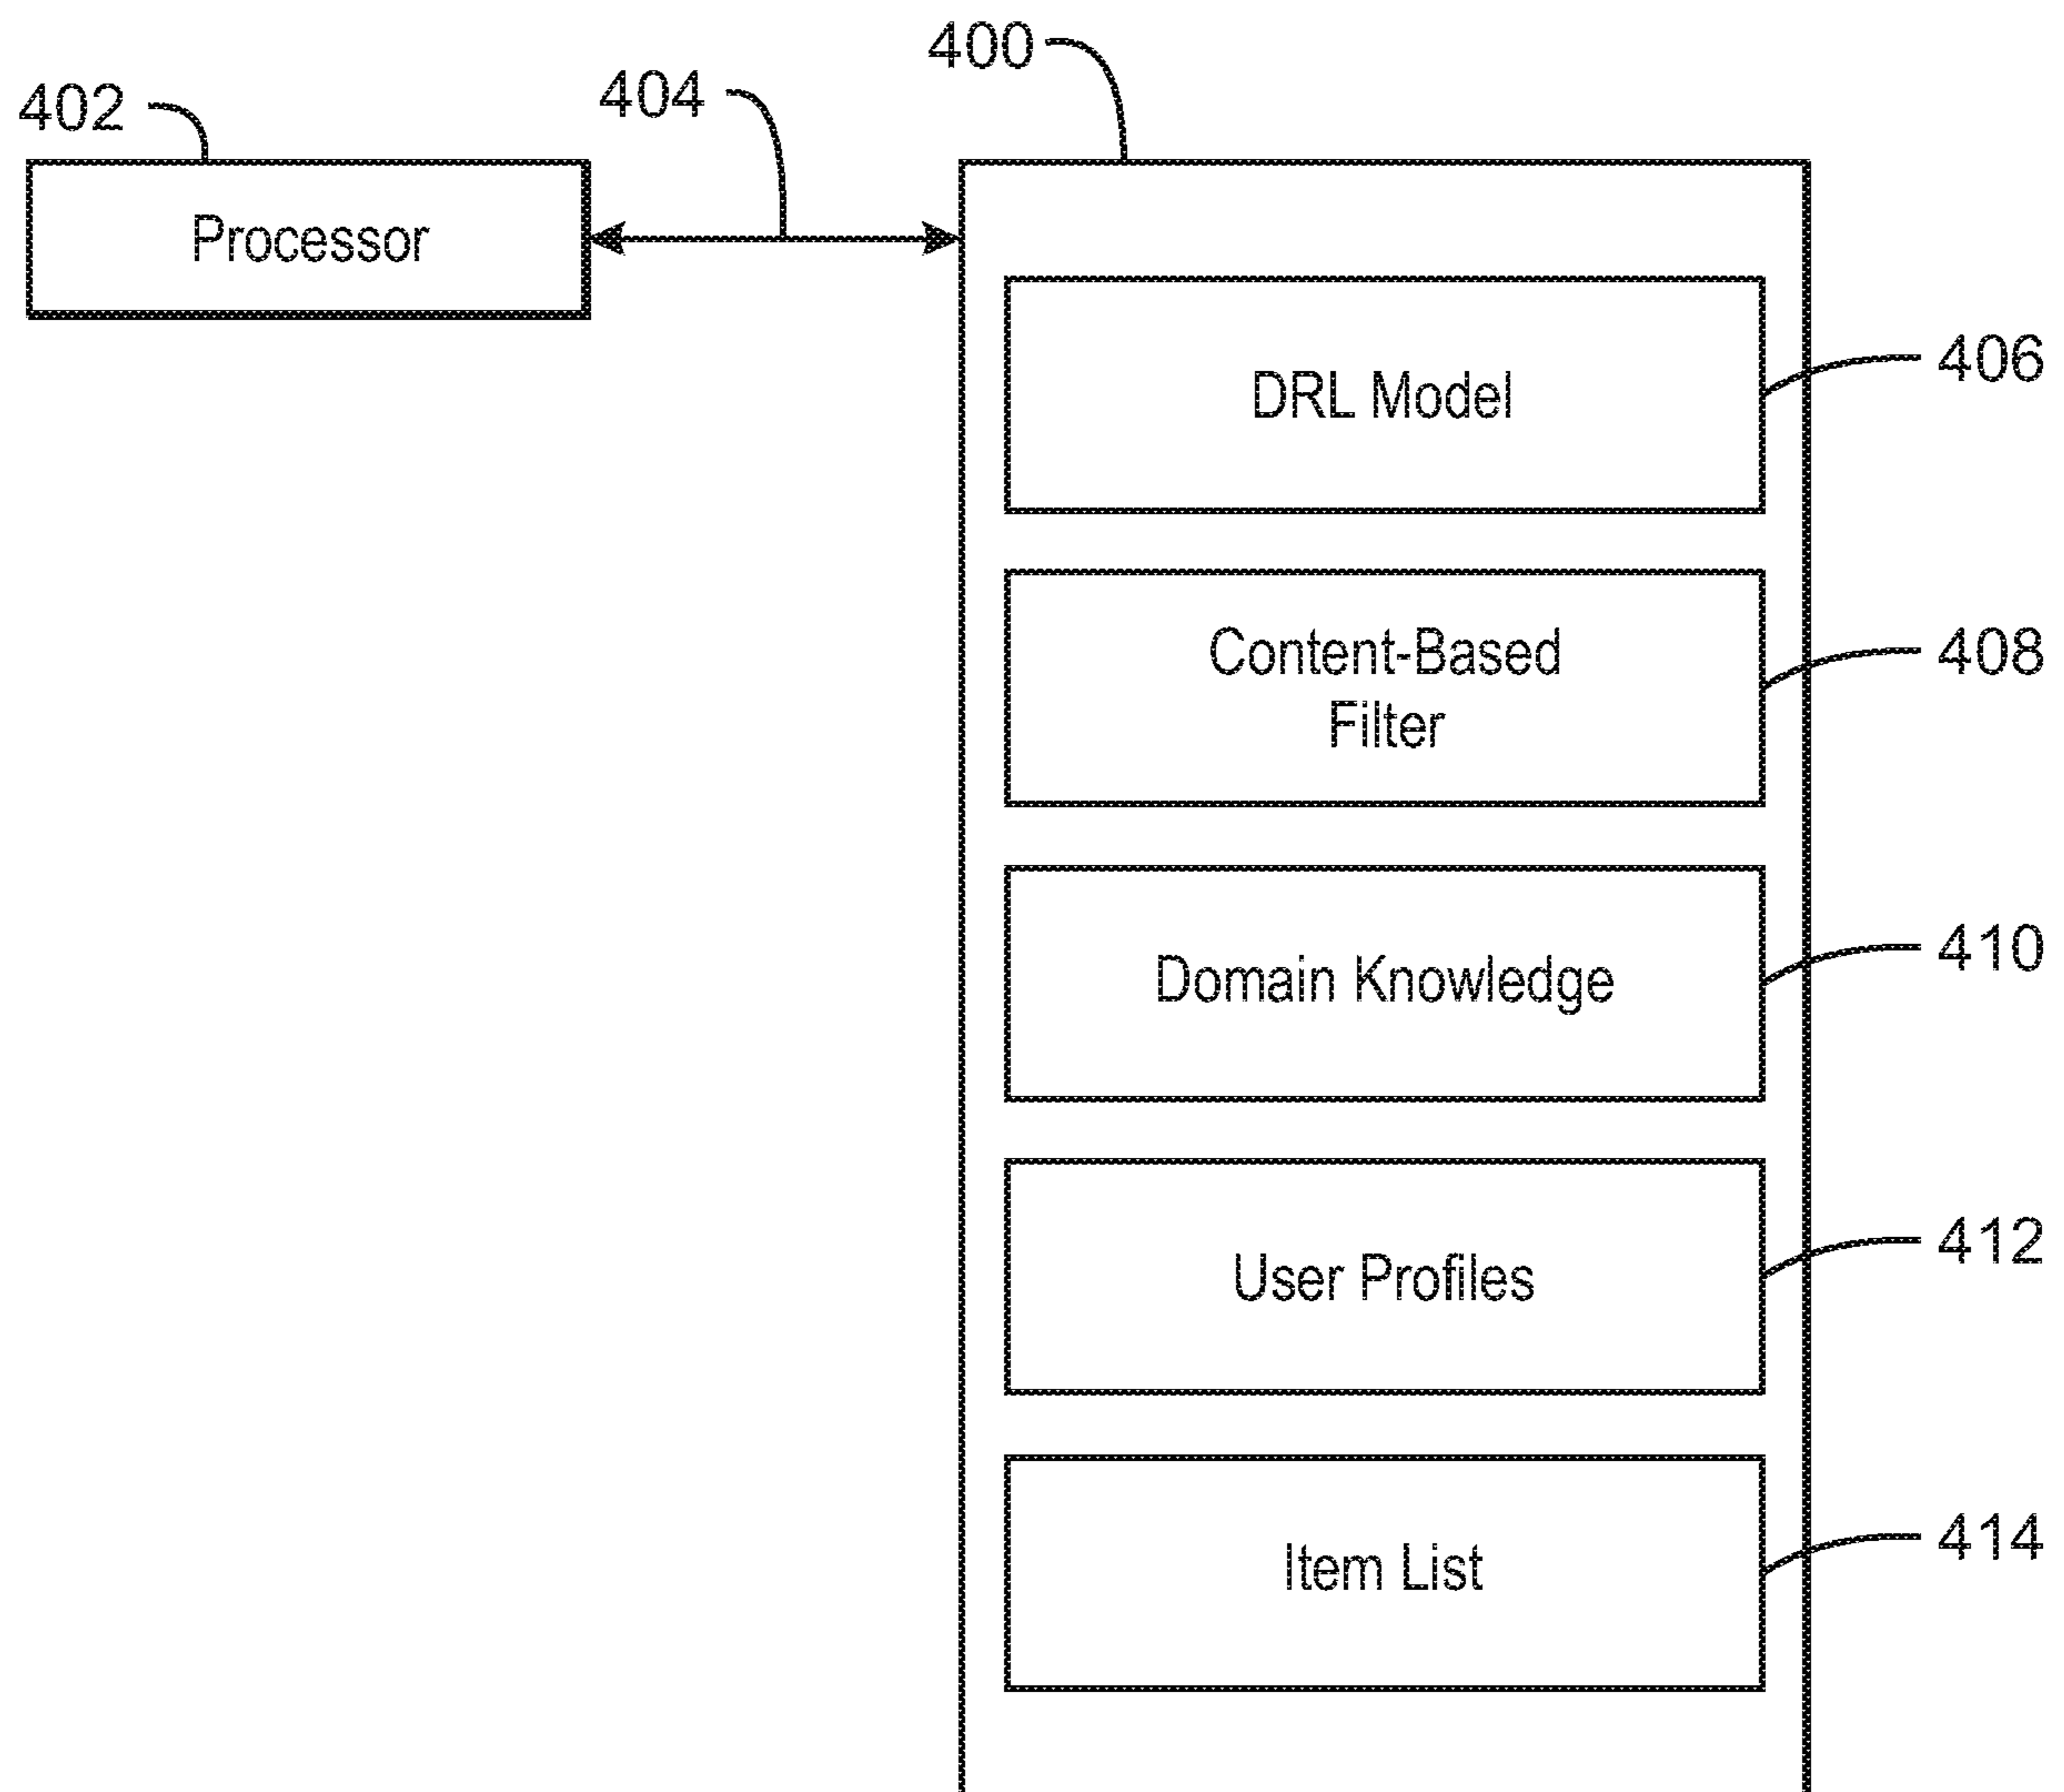 400
402
404
Processor
DRL Model
406
Content-Based
Filter
408
Domain Knowledge
410
User Profiles
412
Item List
414